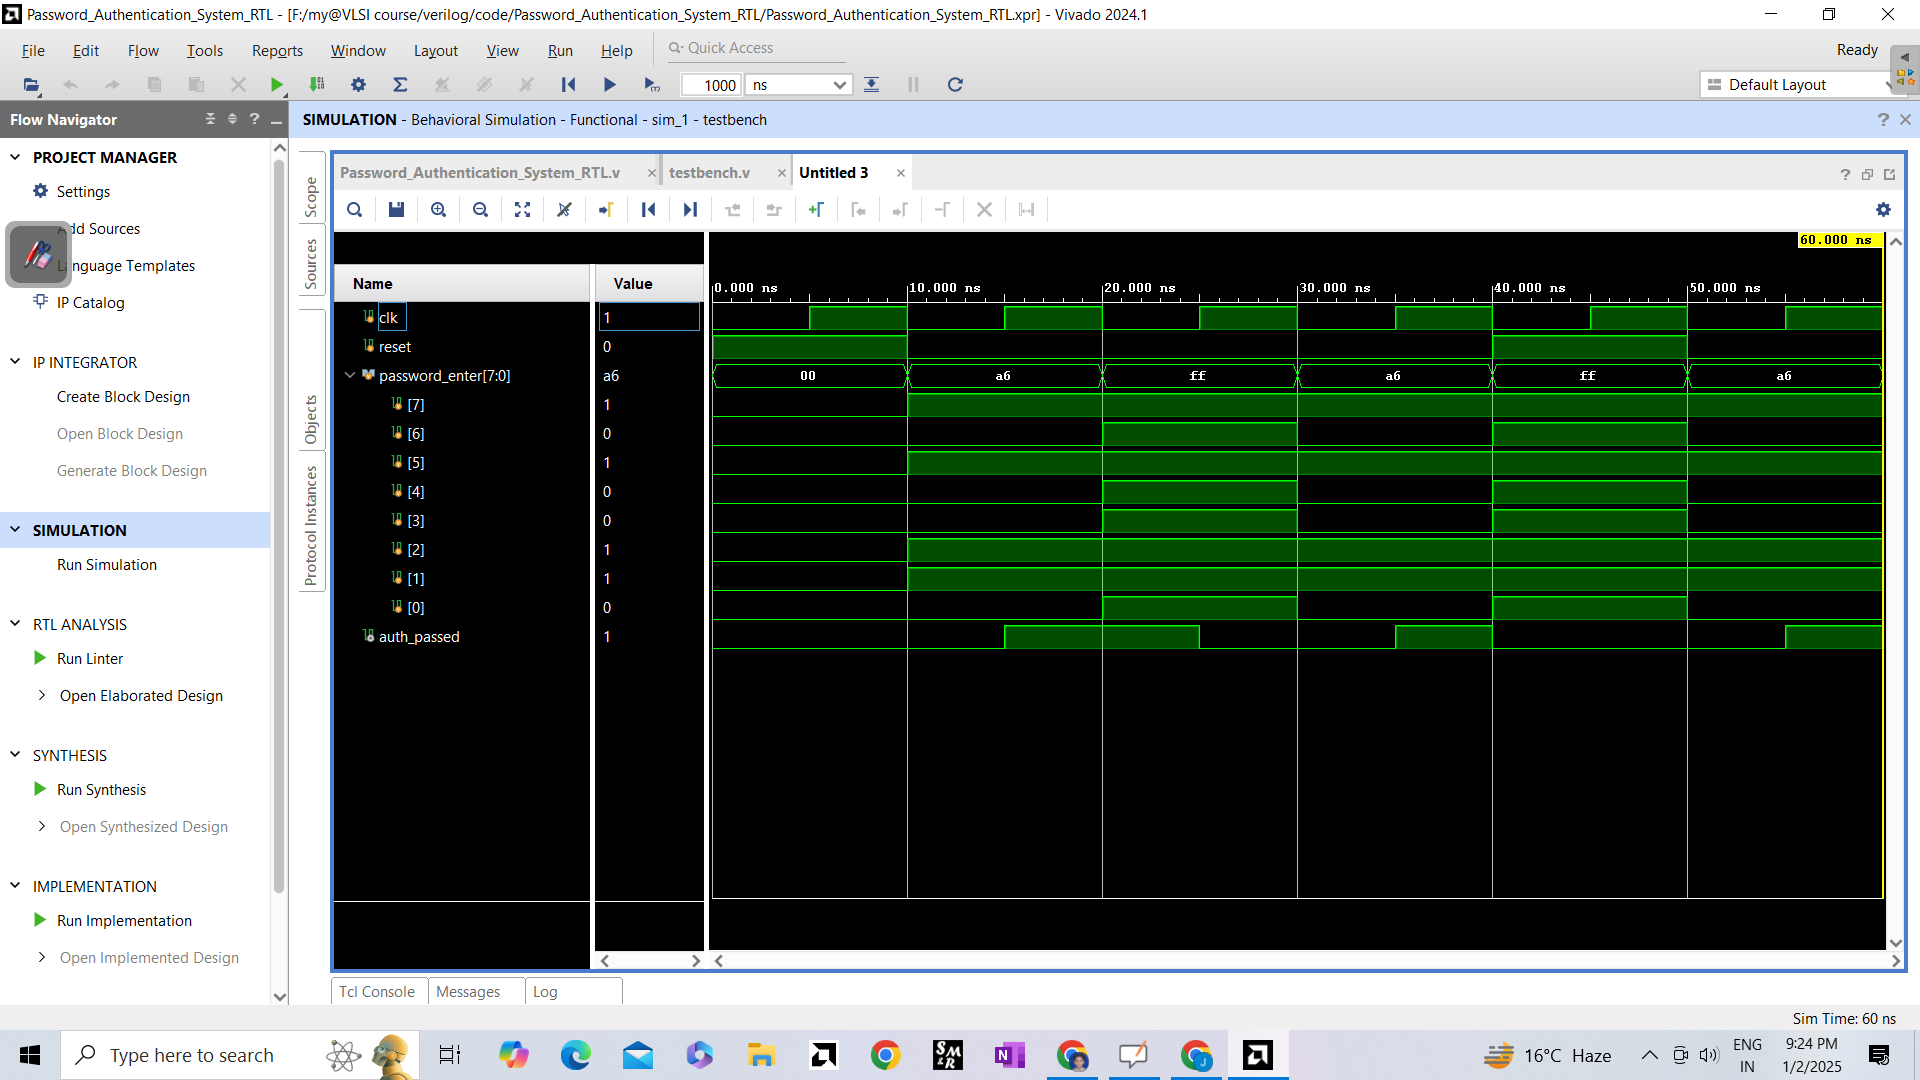 Password_Authentication_System_RTL - [F:/my@VLSI course/verilog/code/Password_Authentication_System_RTL/Password_Authentication_System_RTL.xpr] - Vivado 2024.1
File Edit Flow Tools Reports Window Layout View Run Help Quick Access Ready
1000 ns Default Layout
Flow Navigator
SIMULATION - Behavioral Simulation - Functional - sim_1 - testbench
PROJECT MANAGER
Settings
Add Sources
Language Templates
IP Catalog
IP INTEGRATOR
Create Block Design
Open Block Design
Generate Block Design
SIMULATION
Run Simulation
RTL ANALYSIS
Run Linter
Open Elaborated Design
SYNTHESIS
Run Synthesis
Open Synthesized Design
IMPLEMENTATION
Run Implementation
Open Implemented Design
Scope
Sources
Objects
Protocol Instances
Password_Authentication_System_RTL.v testbench.v Untitled 3
60.000 ns
Name Value
0.000 ns 10.000 ns 20.000 ns 30.000 ns 40.000 ns 50.000 ns
clk 1
reset 0
password_enter[7:0] a6 00 a6 ff a6 ff a6
[7] 1
[6] 0
[5] 1
[4] 0
[3] 0
[2] 1
[1] 1
[0] 0
auth_passed 1
Tcl Console Messages Log
Sim Time: 60 ns
Type here to search
16°C Haze
ENG
IN
9:24 PM
1/2/2025